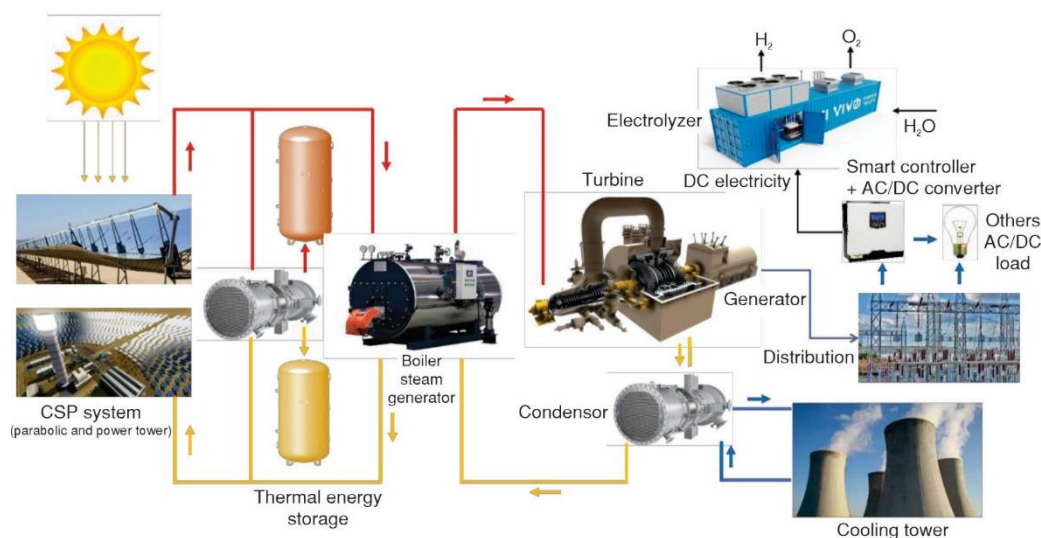 H₂
O₂
Electrolyzer
H₂O
DC electricity
Smart controller
+ AC/DC converter
Others
AC/DC
load
Turbine
Generator
Distribution
Boiler
steam
generator
CSP system
(parabolic and power tower)
Condensor
Thermal energy
storage
Cooling tower